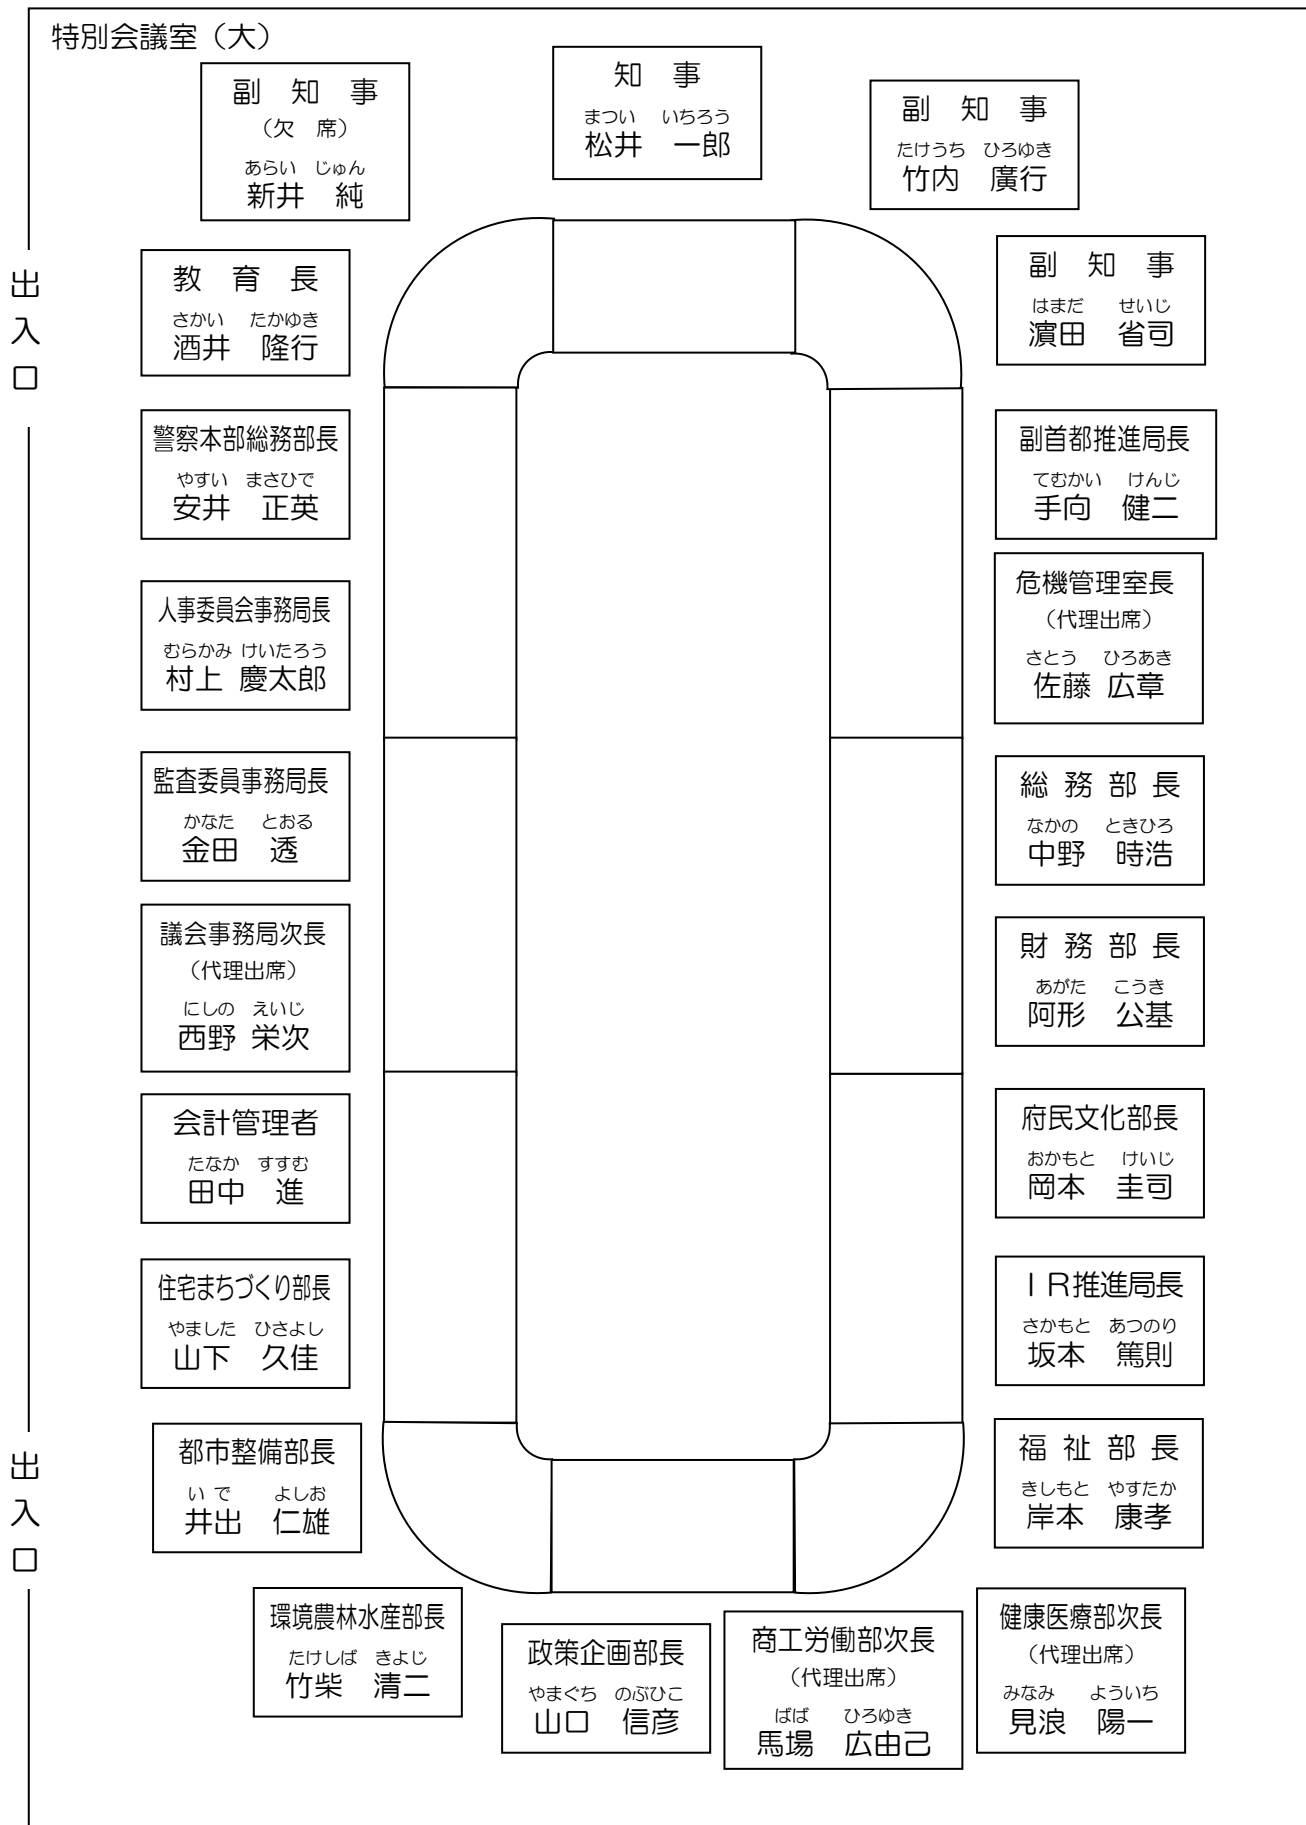 特別会議室（大）
知　事
まつい　いちろう
松井　一郎
副　知　事
（欠　席）
あらい　じゅん
新井　純
副　知　事
たけうち　ひろゆき
竹内　廣行
出入口
教　育　長
さかい　たかゆき
酒井　隆行
副　知　事
はまだ　せいじ
濵田　省司
警察本部総務部長
やすい　まさひで
安井　正英
副首都推進局長
てむかい　けんじ
手向　健二
人事委員会事務局長
むらかみ　けいたろう
村上　慶太郎
危機管理室長
（代理出席）
さとう　ひろあき
佐藤　広章
監査委員事務局長
かなた　とおる
金田　透
総　務　部　長
なかの　ときひろ
中野　時浩
議会事務局次長
（代理出席）
にしの　えいじ
西野　栄次
財　務　部　長
あがた　こうき
阿形　公基
会計管理者
たなか　すすむ
田中　進
府民文化部長
おかもと　けいじ
岡本　圭司
住宅まちづくり部長
やました　ひさよし
山下　久佳
ＩＲ推進局長
さかもと　あつのり
坂本　篤則
出入口
都市整備部長
いで　よしお
井出　仁雄
福　祉　部　長
きしもと　やすたか
岸本　康孝
環境農林水産部長
たけしば　きよじ
竹柴　清二
政策企画部長
やまぐち　のぶひこ
山口　信彦
商工労働部次長
（代理出席）
ばば　ひろゆき
馬場　広由己
健康医療部次長
（代理出席）
みなみ　よういち
見浪　陽一